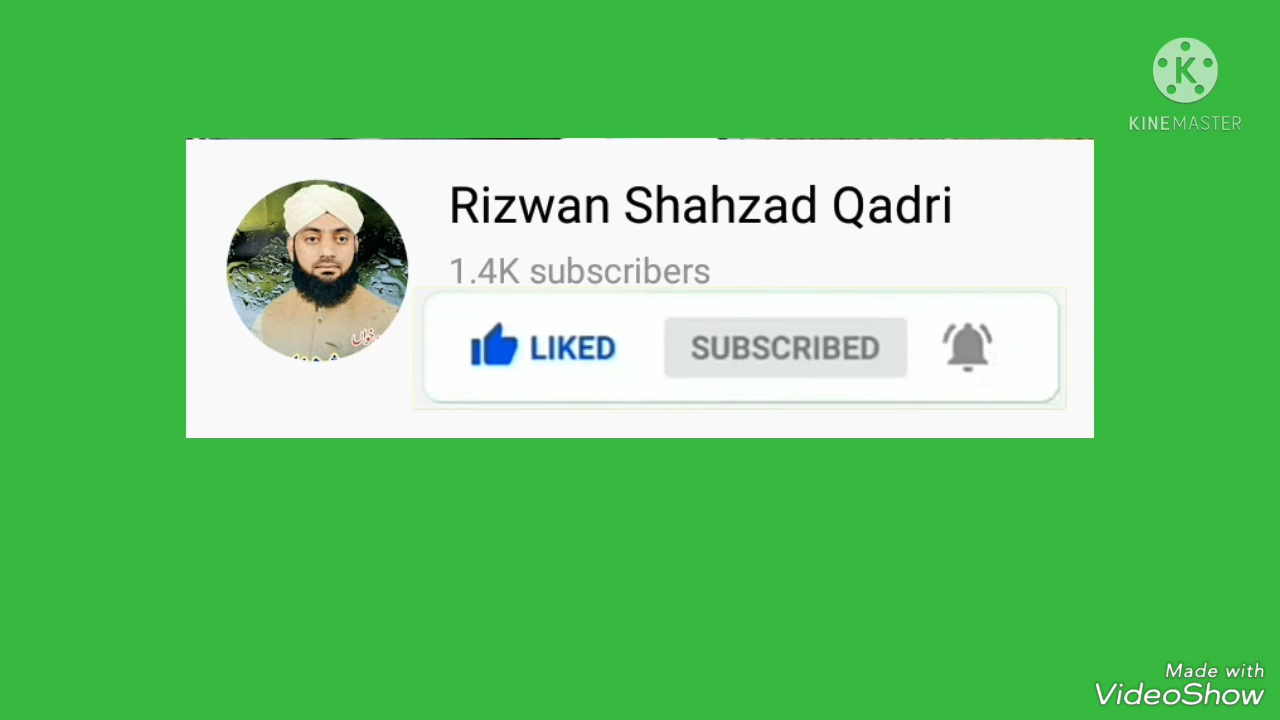 KINEMASTER
Rizwan Shahzad Qadri
1.4K subscribers
LIKED
SUBSCRIBED
Made with
VideoShow